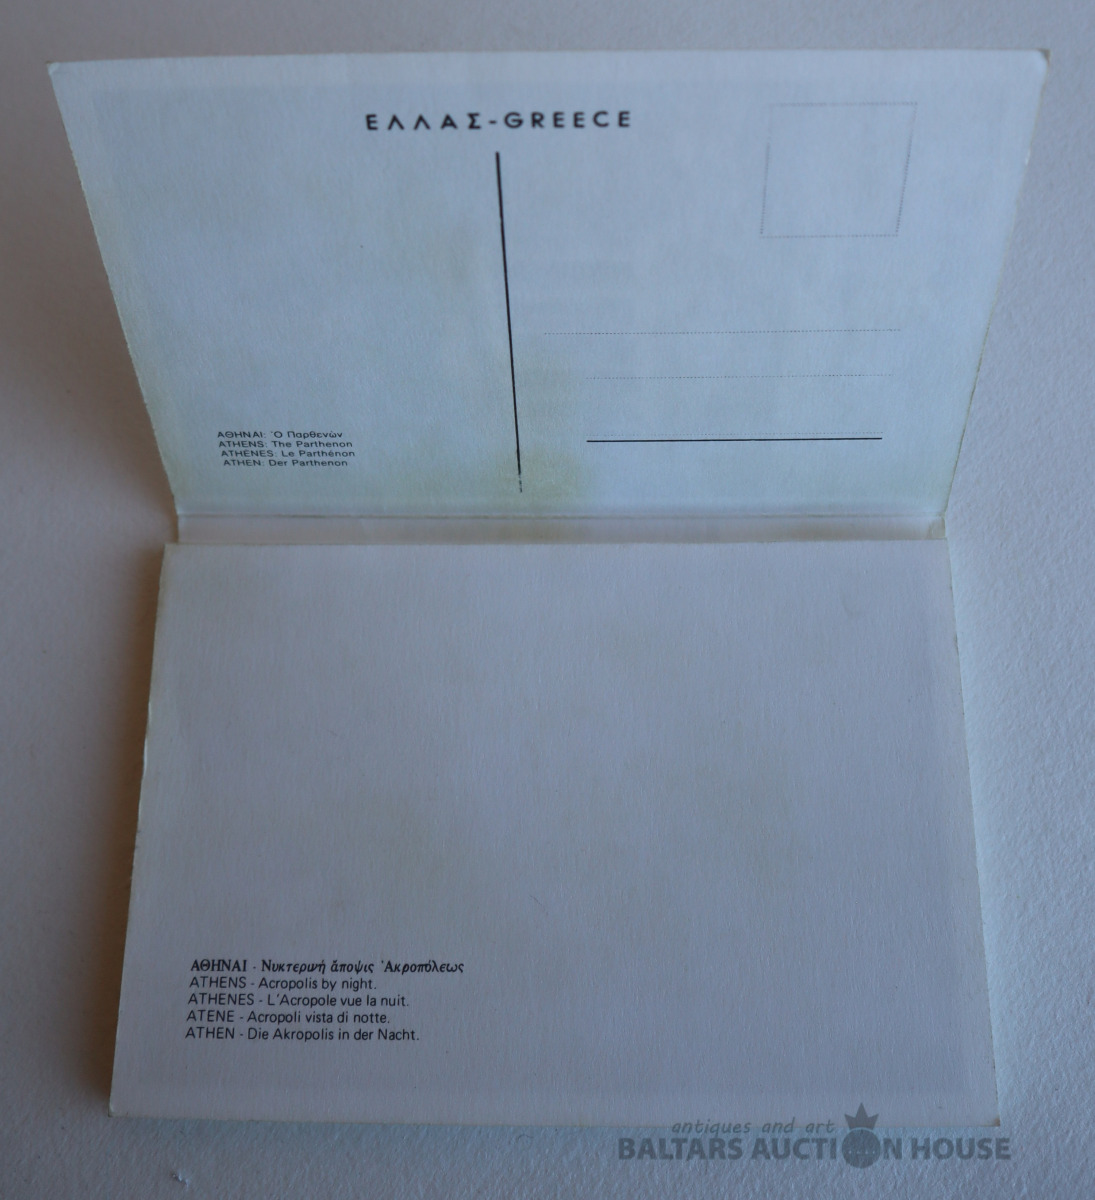 ΕΛΛΑΣ-GREECE
ΑΘΗΝΑΙ: Ὁ Παρθενών
ATHENS: The Parthenon
ATHENES: Le Parthénon
ATHEN: Der Parthenon
ΑΘΗΝΑΙ - Νυκτερινή ἄποψις Ἀκροπόλεως
ATHENS - Acropolis by night.
ATHENES - L'Acropole vue la nuit.
ATENE - Acropoli vista di notte.
ATHEN - Die Akropolis in der Nacht.
antiques and art
BALTARS AUCTION HOUSE